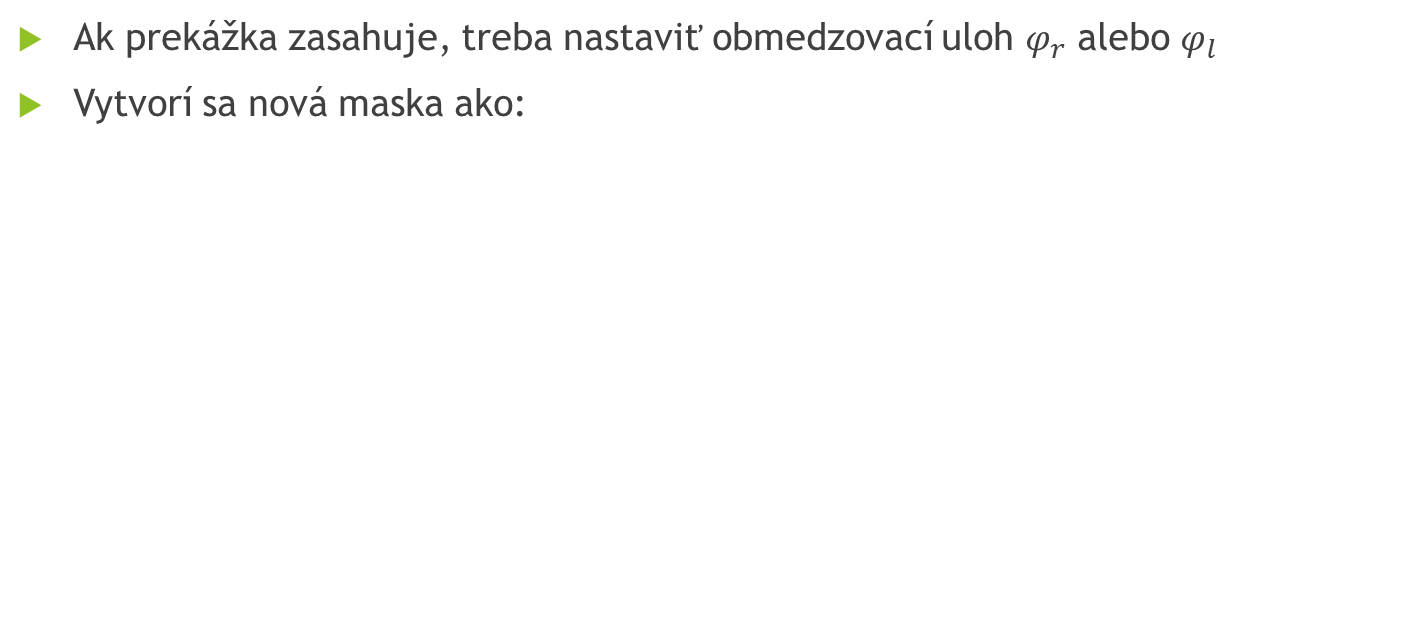 Ak prekážka zasahuje, treba nastaviť obmedzovací uloh φr alebo φl
Vytvorí sa nová maska ako: